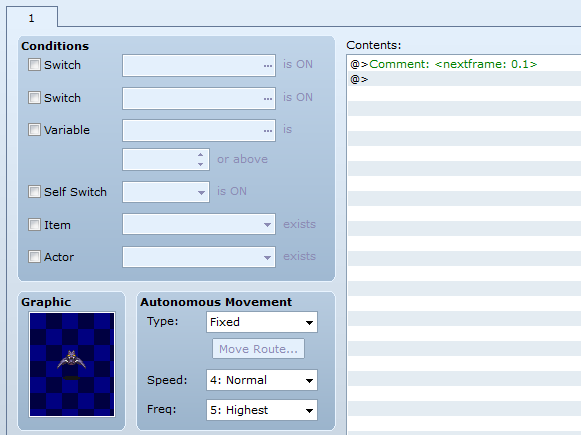 1
Conditions
Switch ... is ON
Switch ... is ON
Variable ... is
or above
Self Switch is ON
Item exists
Actor exists
Graphic
Autonomous Movement
Type: Fixed
Move Route...
Speed: 4: Normal
Freq: 5: Highest
Contents:
@>Comment: <nextframe: 0.1>
@>